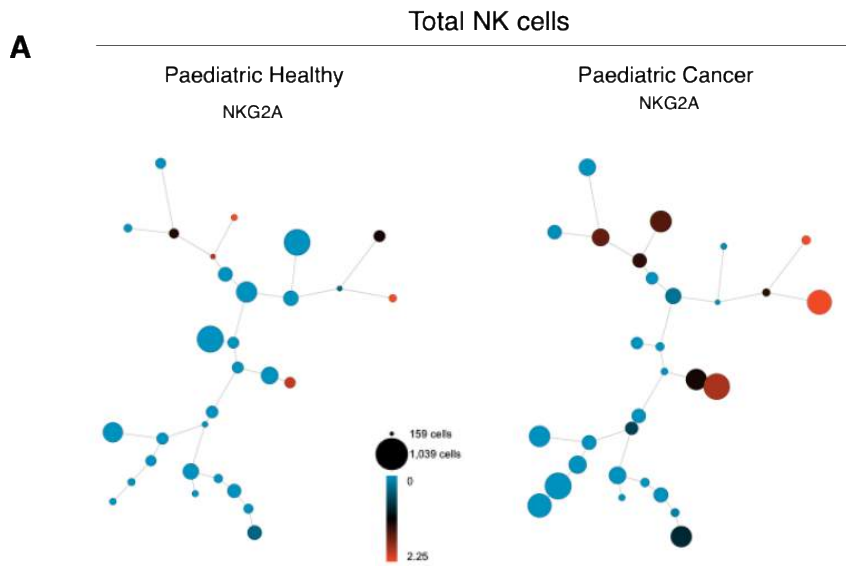 Total NK cells
A
Paediatric Healthy
NKG2A
Paediatric Cancer
NKG2A
159 cells
1,039 cells
0
2.25